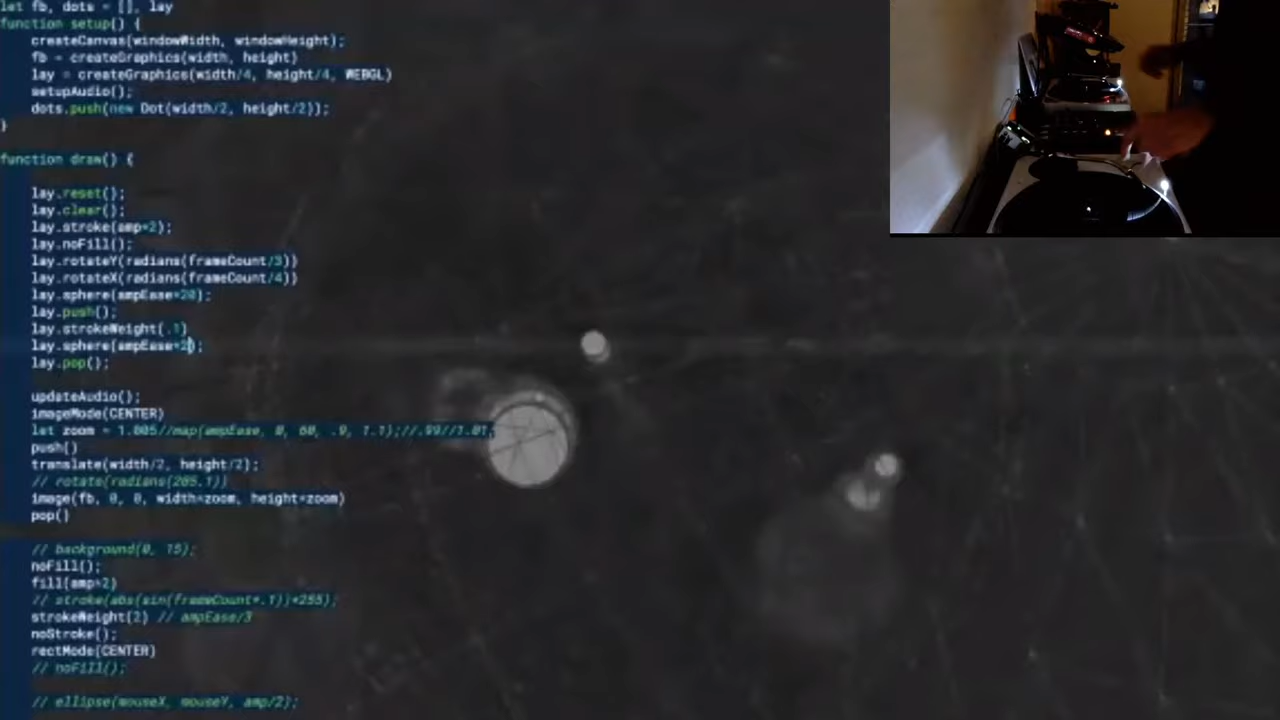 let fb, dots = [], lay
function setup() {
createCanvas(windowWidth, windowHeight);
fb = createGraphics(width, height)
lay = createGraphics(width/4, height/4, WEBGL)
setupAudio();
dots.push(new Dot(width/2, height/2));
}
function draw() {
lay.reset();
lay.clear();
lay.stroke(amp*2);
lay.noFill();
lay.rotateY(radians(frameCount/3))
lay.rotateX(radians(frameCount/4))
lay.sphere(ampEase*20);
lay.push();
lay.strokeWeight(.1)
lay.sphere(ampEase*2);
lay.pop();
updateAudio();
imageMode(CENTER)
let zoom = 1.005//map(ampEase, 0, 60, .9, 1.1);//.99//1.01;
push()
translate(width/2, height/2);
// rotate(radians(205.1))
image(fb, 0, 0, width*zoom, height*zoom)
pop()
// background(0, 15);
noFill();
fill(amp*2)
// stroke(abs(sin(frameCount*.1))*255);
strokeWeight(2) // ampEase/3
noStroke();
rectMode(CENTER)
// noFill();
// ellipse(mouseX, mouseY, amp/2);